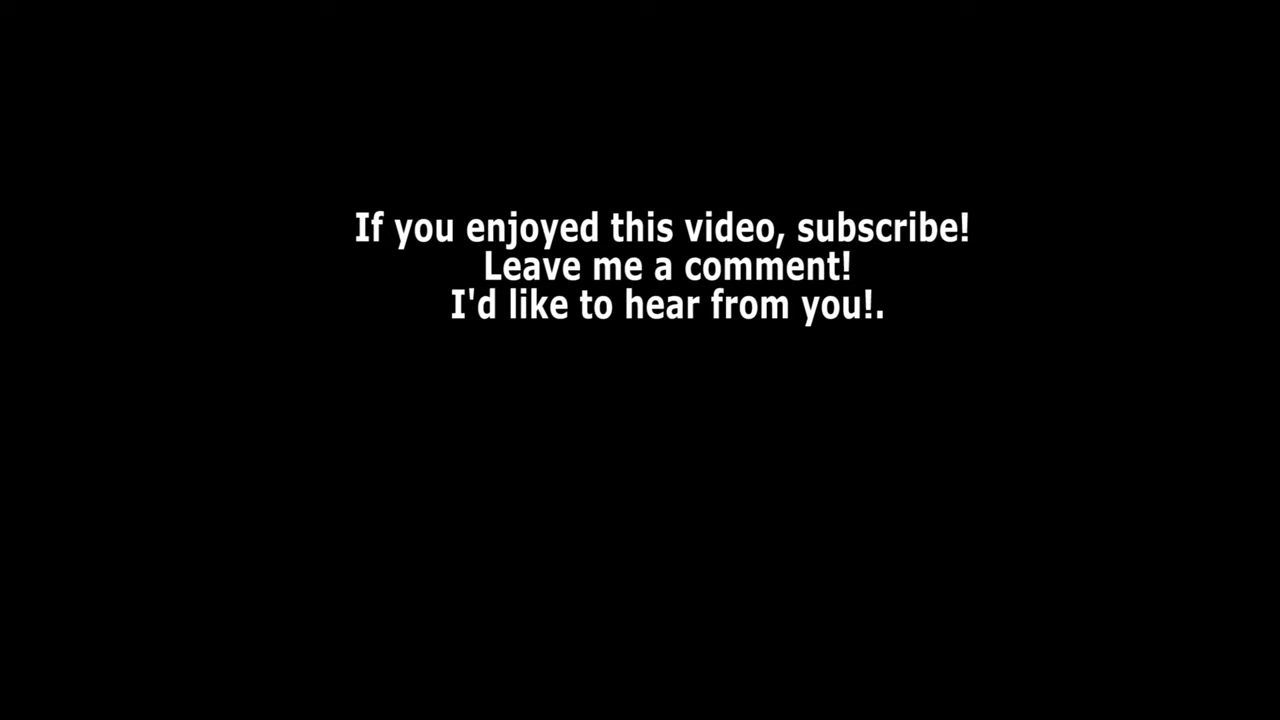 If you enjoyed this video, subscribe!
Leave me a comment!
I'd like to hear from you!.